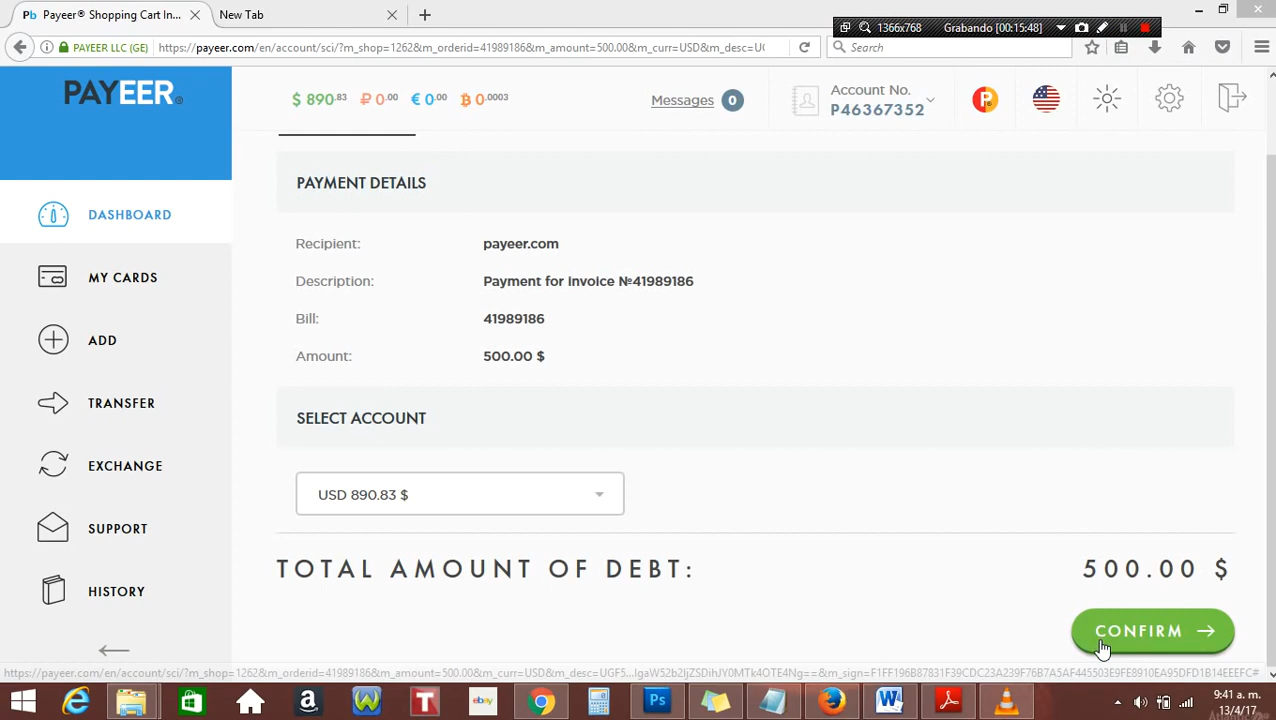 Payeer® Shopping Cart In...
New Tab
1366x768
Grabando (00:15:48)
PAYEER LLC (GE)
https://payeer.com/en/account/sci/?m_shop=1262&m_orderid=41989186&m_amount=500.00&m_curr=USD&m_desc=UG
Search
PAYEER®
$ 890.83
₽ 0.00
€ 0.00
0.0003
Messages
0
Account No.
P46367352
PAYMENT DETAILS
DASHBOARD
Recipient:
payeer.com
MY CARDS
Description:
Payment for invoice №41989186
Bill:
41989186
ADD
Amount:
500.00 $
TRANSFER
SELECT ACCOUNT
EXCHANGE
USD 890.83 $
SUPPORT
TOTAL AMOUNT OF DEBT:
500.00 $
HISTORY
CONFIRM
9:41 a. m.
13/4/17